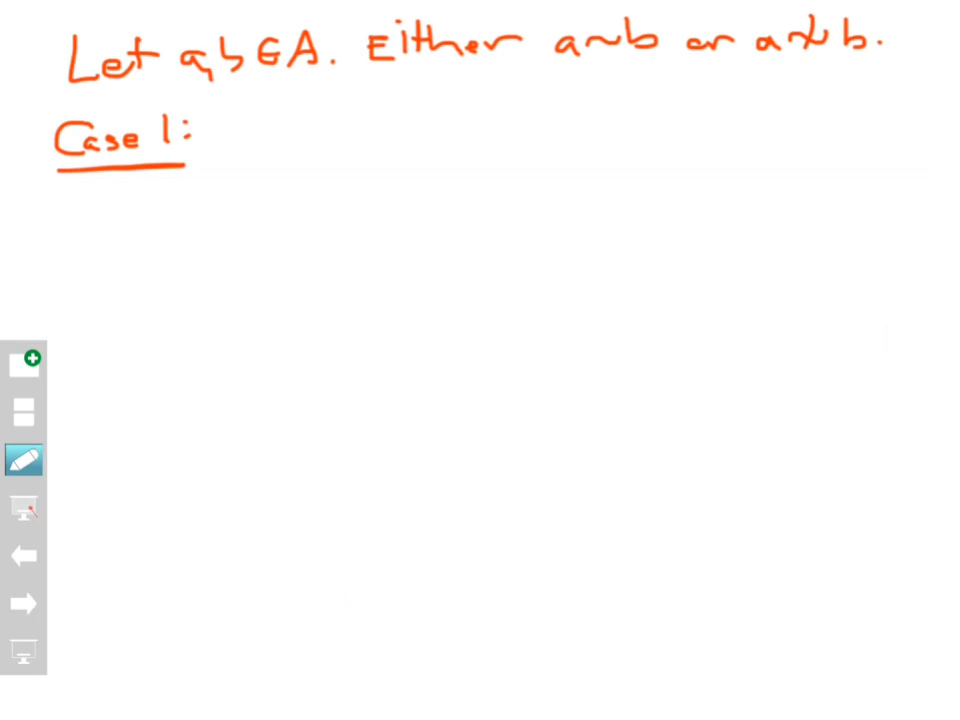 Let a, b ∈ A. Either a~b or a≁b.
Case 1: